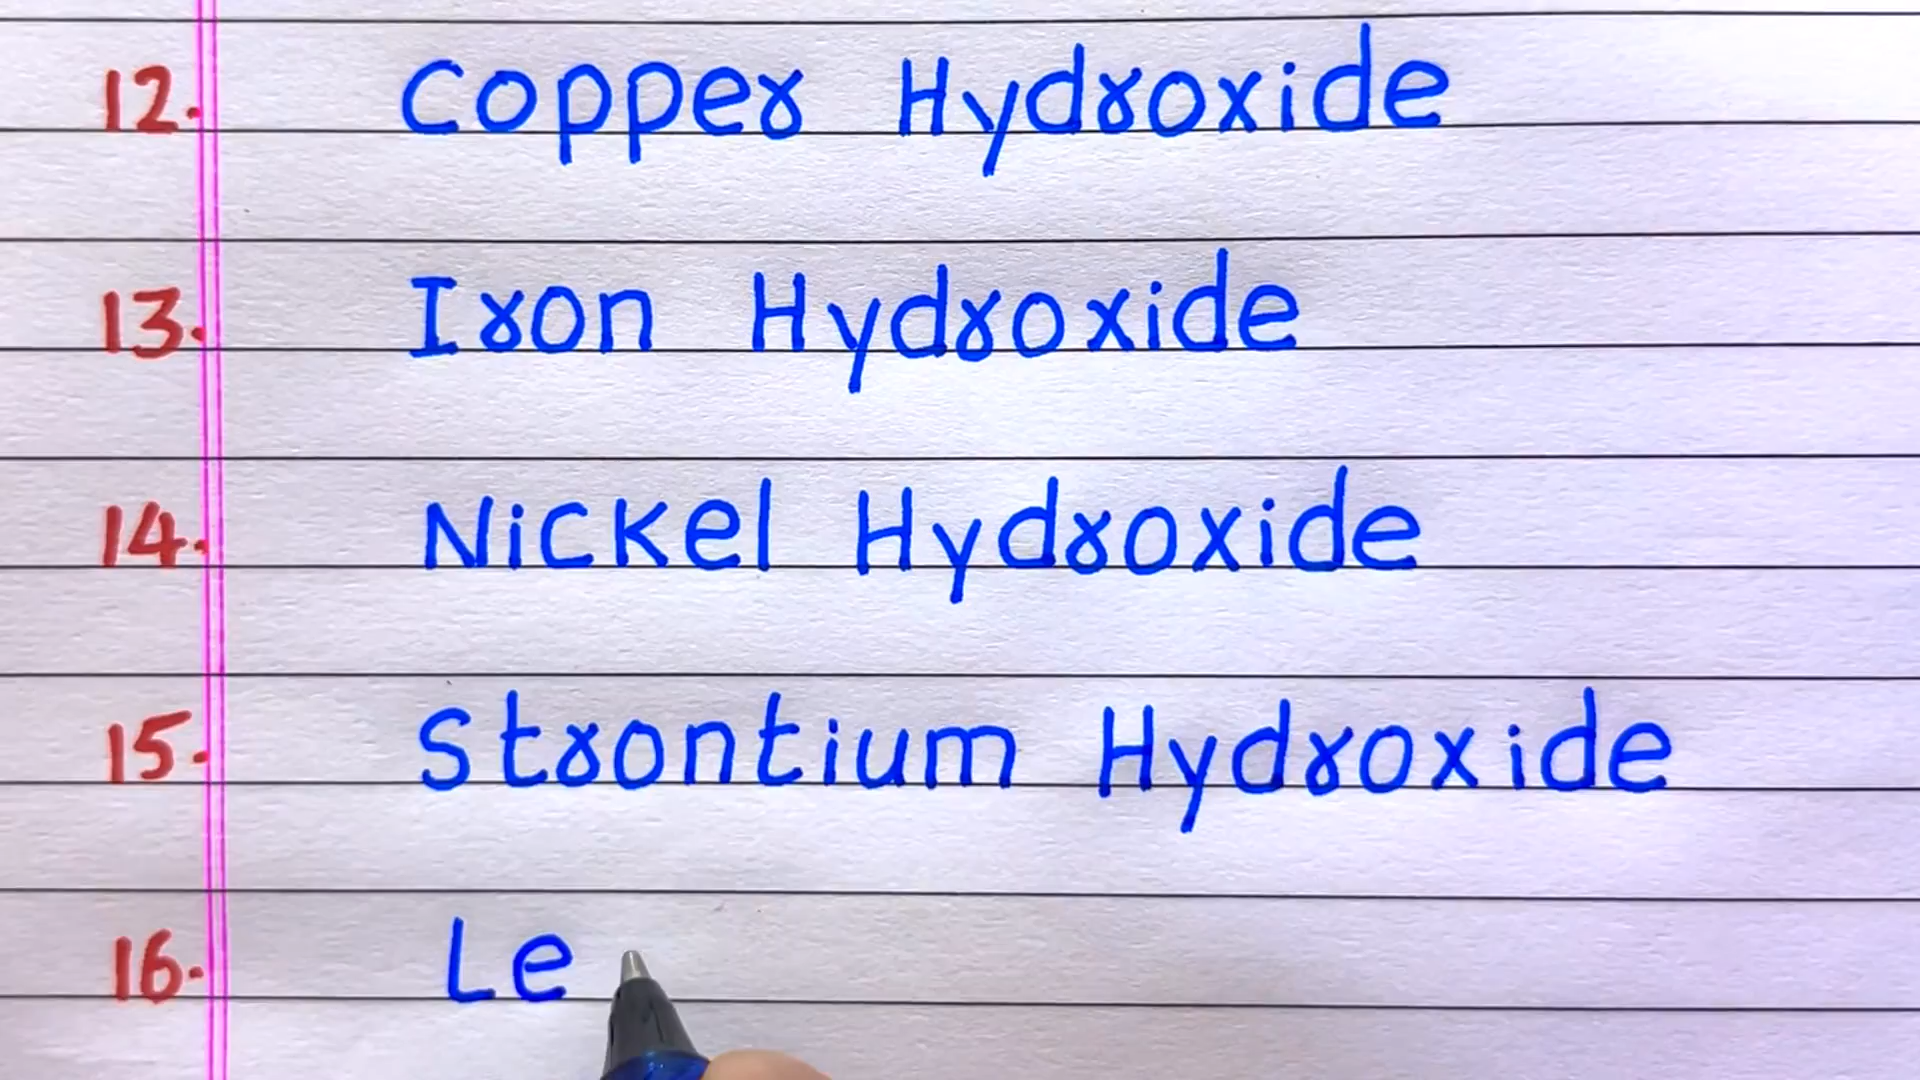 12. Copper Hydroxide
13. Iron Hydroxide
14. Nickel Hydroxide
15. Strontium Hydroxide
16. Le